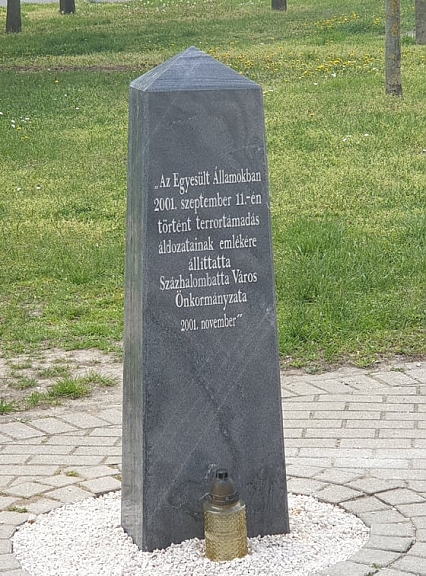 „Az Egyesült Államokban
2001. szeptember 11.-én
történt terrortámadás
áldozatainak emlékére
állíttatta
Százhalombatta Város
Önkormányzata
2001. november”